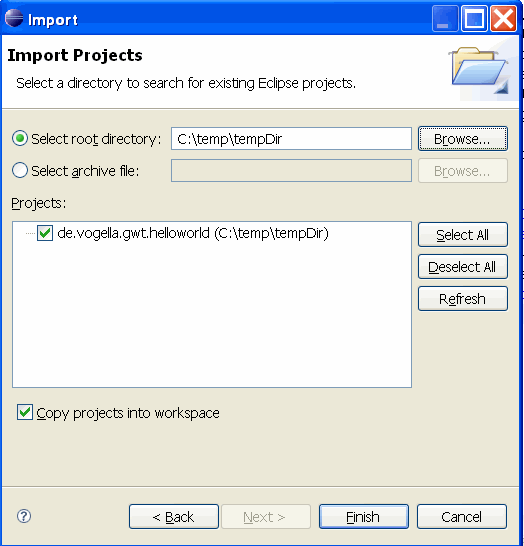 Import
Import Projects
Select a directory to search for existing Eclipse projects.
Select root directory: C:\temp\tempDir Browse...
Select archive file: Browse...
Projects:
de.vogella.gwt.helloworld (C:\temp\tempDir)
Select All
Deselect All
Refresh
Copy projects into workspace
? < Back Next > Finish Cancel